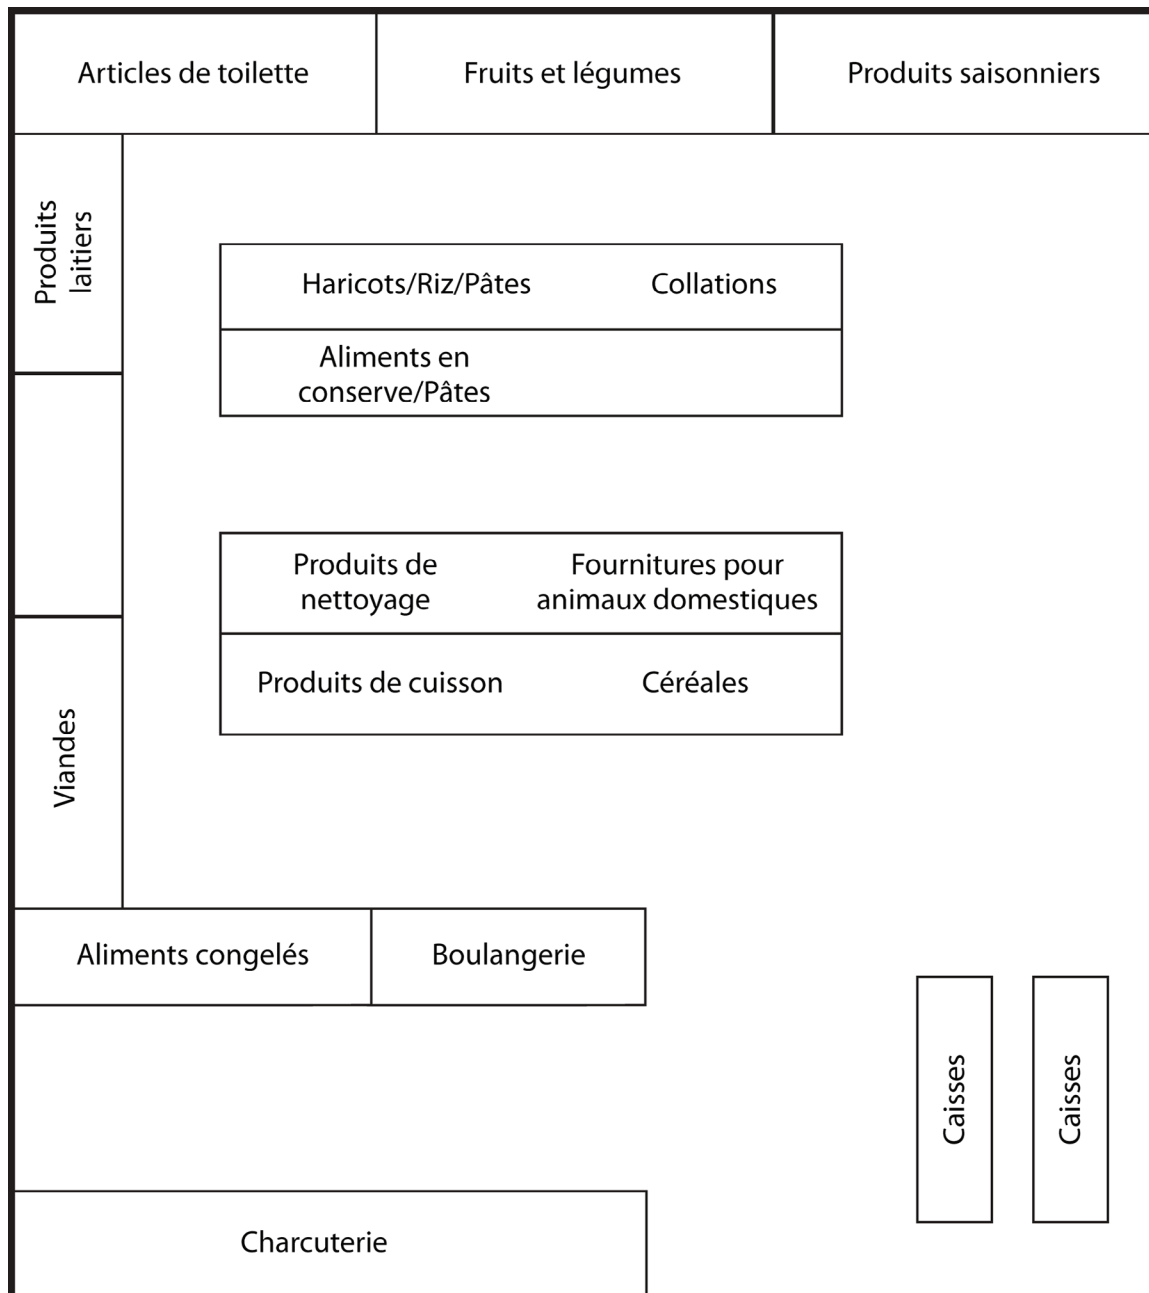 Articles de toilette
Fruits et légumes
Produits saisonniers
Produits
laitiers
Haricots/Riz/Pâtes
Collations
Aliments en
conserve/Pâtes
Produits de
nettoyage
Fournitures pour
animaux domestiques
Produits de cuisson
Céréales
Viandes
Aliments congelés
Boulangerie
Caisses
Caisses
Charcuterie